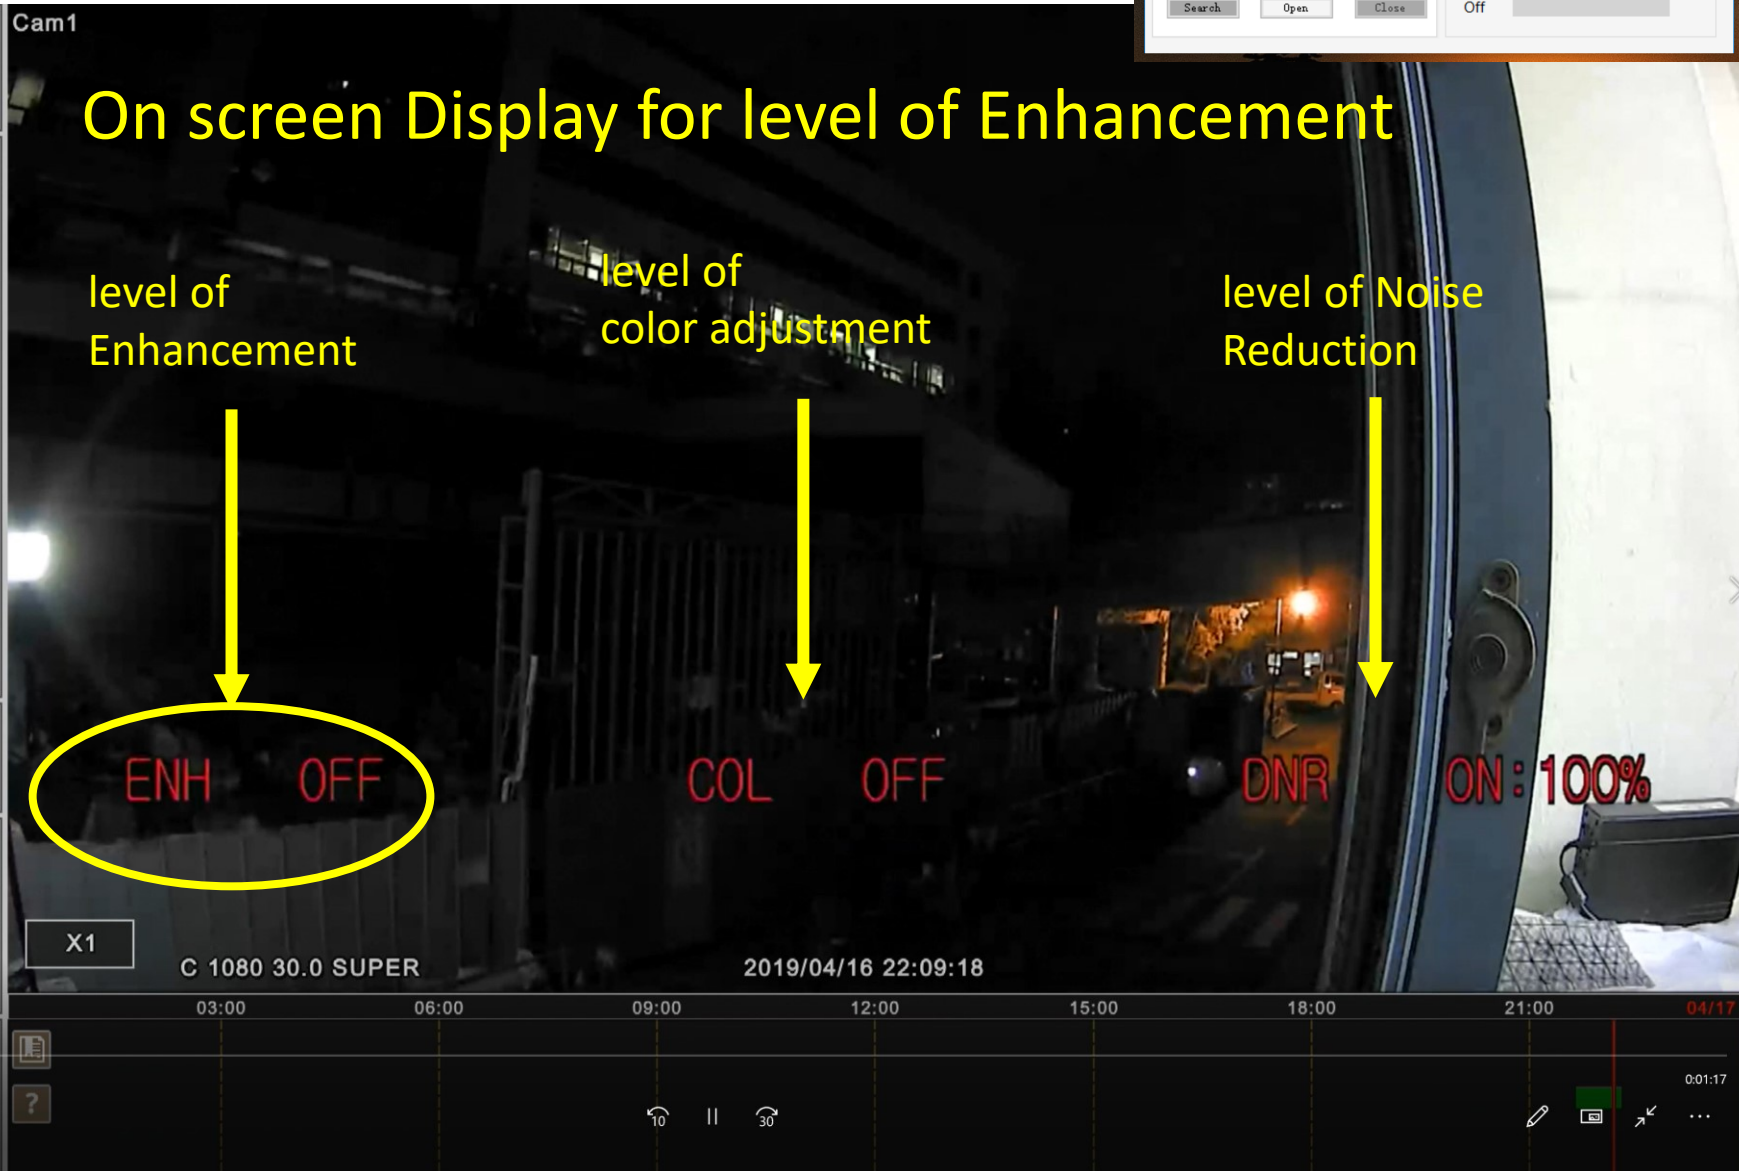 Cam1
Search Open Close Off
On screen Display for level of Enhancement
level of
Enhancement
level of
color adjustment
level of Noise
Reduction
ENH OFF COL OFF DNR ON:100%
X1
C 1080 30.0 SUPER 2019/04/16 22:09:18
03:00 06:00 09:00 12:00 15:00 18:00 21:00 04/17
?
0:01:17
10 30